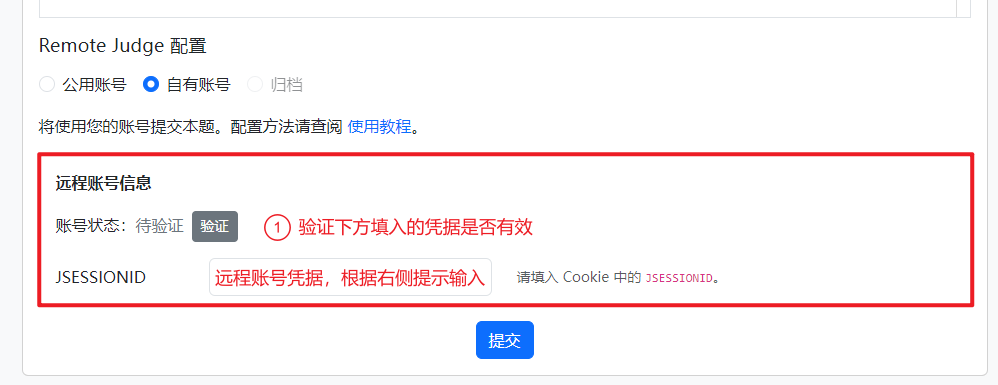 Remote Judge 配置
公用账号 自有账号 归档
将使用您的账号提交本题。配置方法请查阅 使用教程。
远程账号信息
账号状态：待验证 验证 ① 验证下方填入的凭据是否有效
JSESSIONID 远程账号凭据，根据右侧提示输入 请填入 Cookie 中的 JSESSIONID。
提交